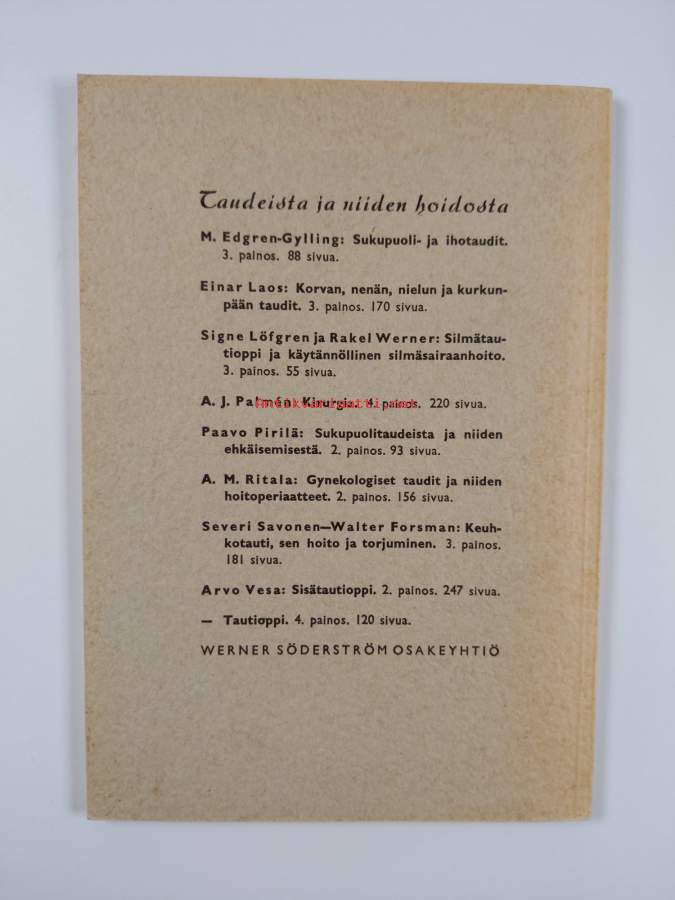 Taudeista ja niiden hoidosta
M. Edgren-Gylling: Sukupuoli- ja ihotaudit.
3. painos. 88 sivua.
Einar Laos: Korvan, nenän, nielun ja kurkun-
pään taudit. 3. painos. 170 sivua.
Signe Löfgren ja Rakel Werner: Silmätau-
tioppi ja käytännöllinen silmäsairaanhoito.
3. painos. 55 sivua.
A. J. Palmén: Kirurgia. 4. painos. 220 sivua.
Antikvariaatti.net
Paavo Pirilä: Sukupuolitaudeista ja niiden
ehkäisemisestä. 2. painos. 93 sivua.
A. M. Ritala: Gynekologiset taudit ja niiden
hoitoperiaatteet. 2. painos. 156 sivua.
Severi Savonen—Walter Forsman: Keuh-
kotauti, sen hoito ja torjuminen. 3. painos.
181 sivua.
Arvo Vesa: Sisätautioppi. 2. painos. 247 sivua.
— Tautioppi. 4. painos. 120 sivua.
WERNER SÖDERSTRÖM OSAKEYHTIÖ